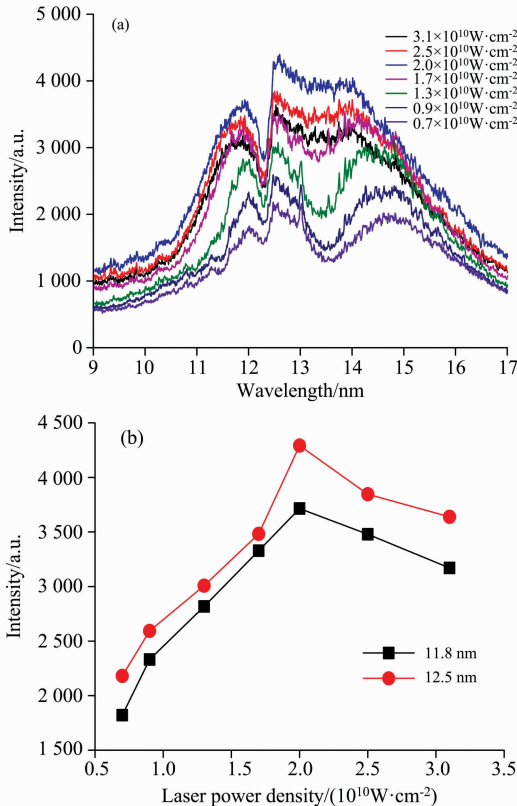 (a)
3.1×10¹⁰W·cm⁻²
2.5×10¹⁰W·cm⁻²
2.0×10¹⁰W·cm⁻²
1.7×10¹⁰W·cm⁻²
1.3×10¹⁰W·cm⁻²
0.9×10¹⁰W·cm⁻²
0.7×10¹⁰W·cm⁻²
5 000
4 000
3 000
2 000
1 000
0
Intensity/a.u.
9 10 11 12 13 14 15 16 17
Wavelength/nm
(b)
4 500
4 000
3 500
3 000
2 500
2 000
1 500
Intensity/a.u.
11.8 nm
12.5 nm
0.5 1.0 1.5 2.0 2.5 3.0 3.5
Laser power density/(10¹⁰W·cm⁻²)